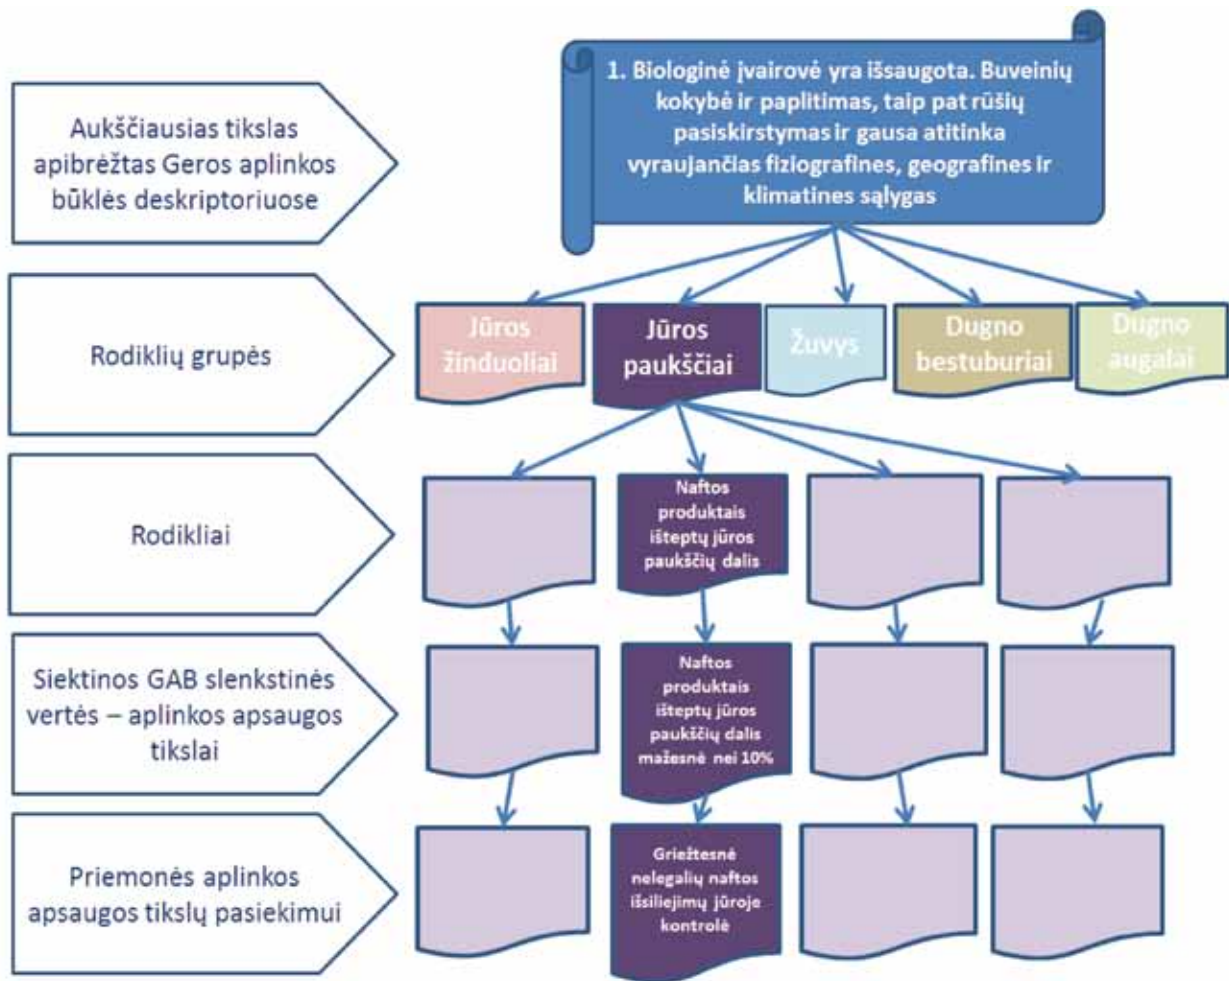 Aukščiausias tikslas
apibrėžtas Geros aplinkos
būklės deskriptoriuose
1. Biologinė įvairovė yra išsaugota. Buveinių
kokybė ir paplitimas, taip pat rūšių
pasiskirstymas ir gausa atitinka
vyraujančias fiziografines, geografines ir
klimatines sąlygas
Rodiklių grupės
Jūros
žinduoliai
Jūros
paukščiai
Žuvys
Dugno
bestuburiai
Dugno
augalai
Rodikliai
Naftos
produktais
išteptų jūros
paukščių dalis
Siektinos GAB slenkstinės
vertės – aplinkos apsaugos
tikslai
Naftos
produktais
išteptų jūros
paukščių dalis
mažesnė nei 10%
Priemonės aplinkos
apsaugos tikslų pasiekimui
Griežtesnė
nelegalių naftos
išsiliejimų jūroje
kontrolė